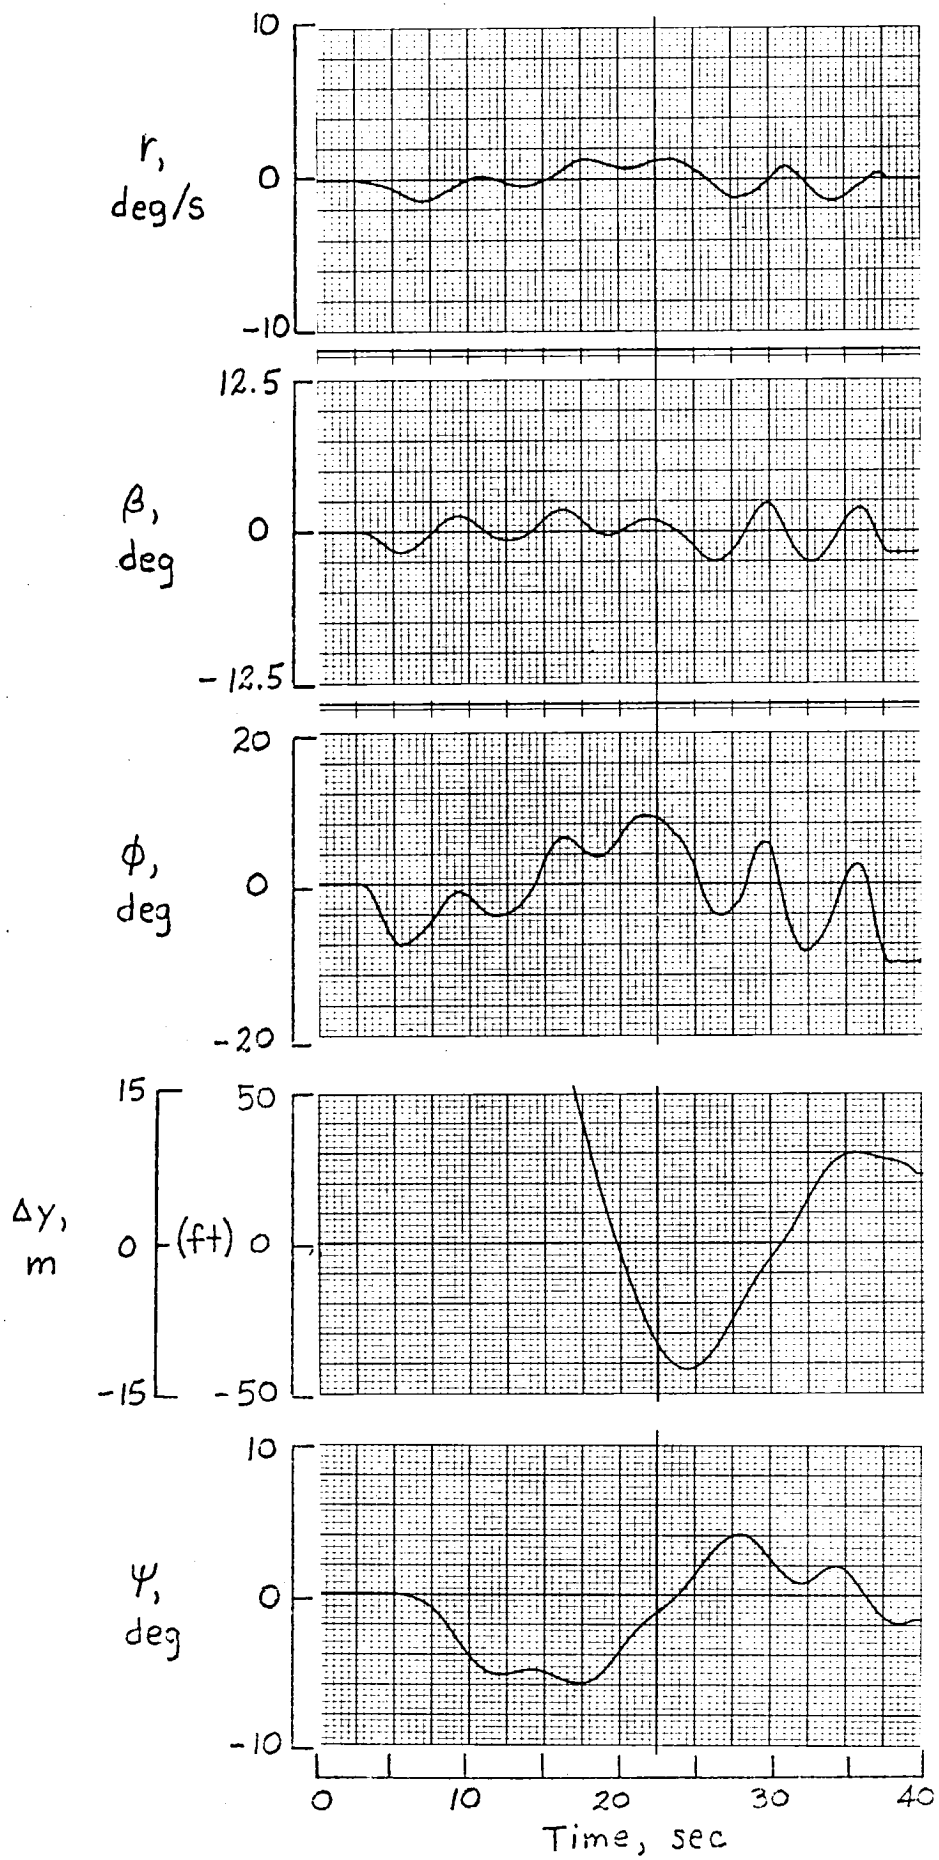 10
r,
0
deg/s
-10
12.5
β,
0
deg
-12.5
20
φ,
0
deg
-20
15 50
Δy,
0 (ft) 0
m
-15 -50
10
ψ,
0
deg
-10
0 10 20 30 40
Time, sec